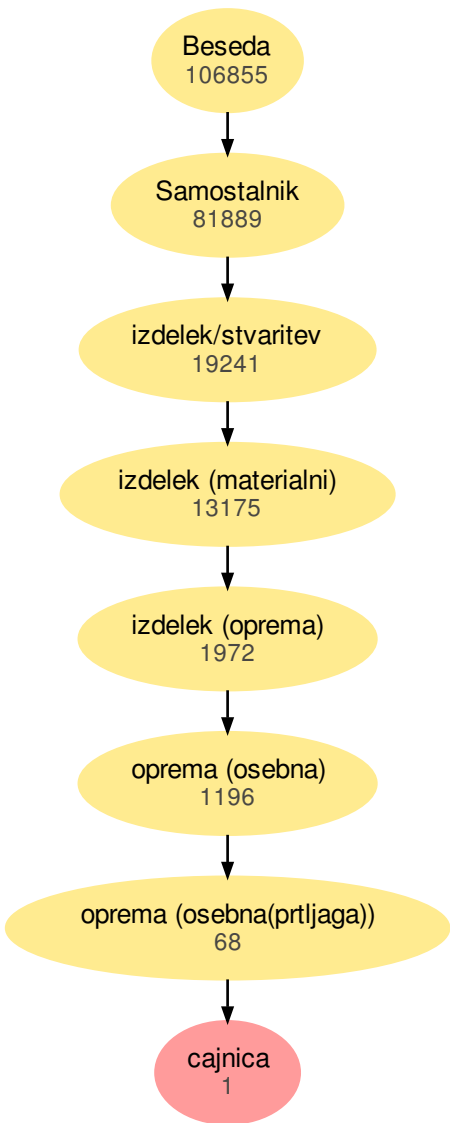 Beseda
106855
Samostalnik
81889
izdelek/stvaritev
19241
izdelek (materialni)
13175
izdelek (oprema)
1972
oprema (osebna)
1196
oprema (osebna(prtljaga))
68
cajnica
1